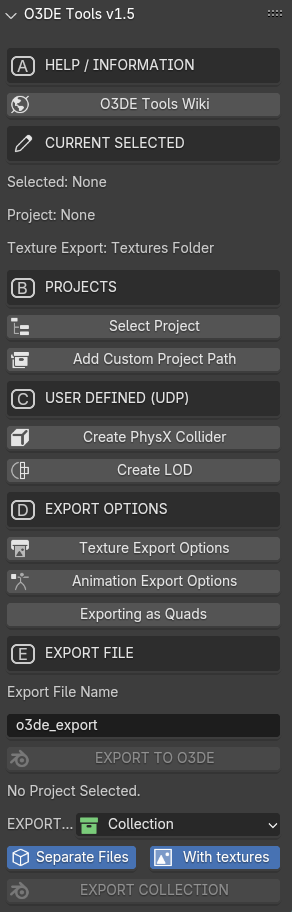 O3DE Tools v1.5
A HELP / INFORMATION
O3DE Tools Wiki
CURRENT SELECTED
Selected: None
Project: None
Texture Export: Textures Folder
B PROJECTS
Select Project
Add Custom Project Path
C USER DEFINED (UDP)
Create PhysX Collider
Create LOD
D EXPORT OPTIONS
Texture Export Options
Animation Export Options
Exporting as Quads
E EXPORT FILE
Export File Name
o3de_export
EXPORT TO O3DE
No Project Selected.
EXPORT... Collection
Separate Files With textures
EXPORT COLLECTION